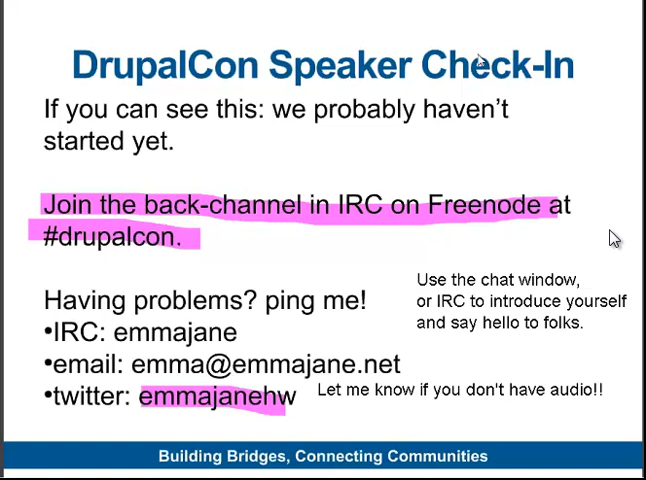 DrupalCon Speaker Check-In
If you can see this: we probably haven't
started yet.
Join the back-channel in IRC on Freenode at
#drupalcon.
Having problems? ping me!
•IRC: emmajane
•email: emma@emmajane.net
•twitter: emmajanehw
Use the chat window,
or IRC to introduce yourself
and say hello to folks.
Let me know if you don't have audio!!
Building Bridges, Connecting Communities